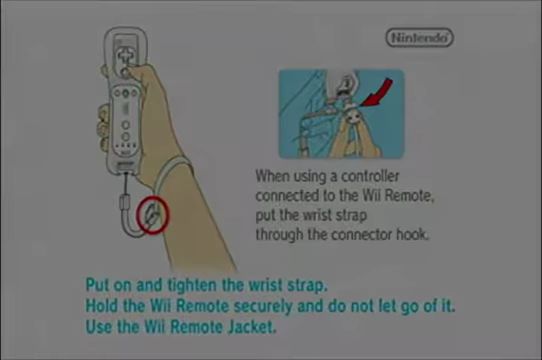 Nintendo
When using a controller
connected to the Wii Remote,
put the wrist strap
through the connector hook.
Put on and tighten the wrist strap.
Hold the Wii Remote securely and do not let go of it.
Use the Wii Remote Jacket.